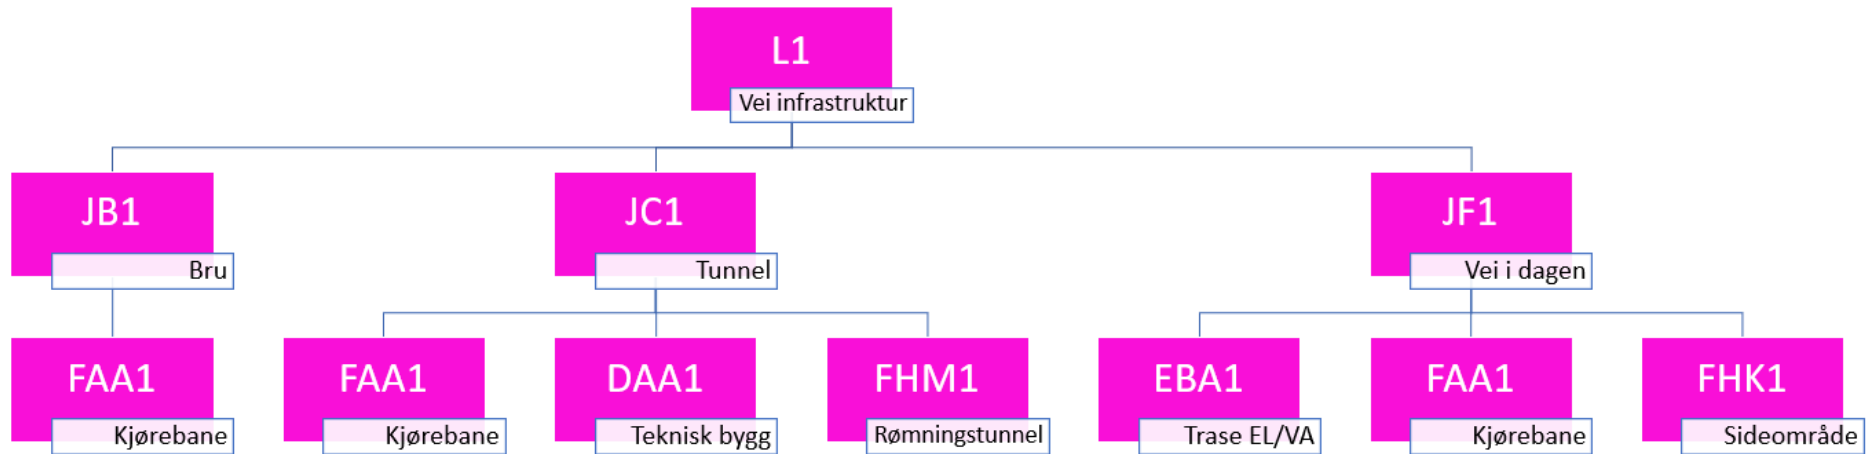 L1
Vei infrastruktur
JB1
Bru
JC1
Tunnel
JF1
Vei i dagen
FAA1
Kjørebane
FAA1
Kjørebane
DAA1
Teknisk bygg
FHM1
Rømningstunnel
EBA1
Trase EL/VA
FAA1
Kjørebane
FHK1
Sideområde